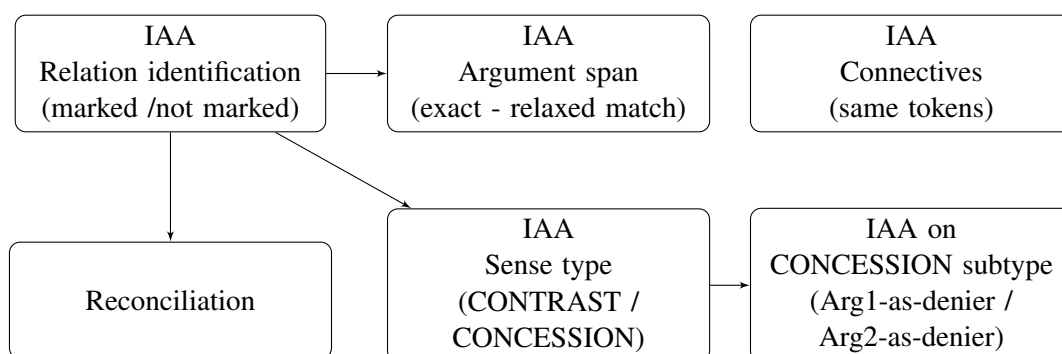 IAA
Relation identification
(marked /not marked)
IAA
Argument span
(exact - relaxed match)
IAA
Connectives
(same tokens)
Reconciliation
IAA
Sense type
(CONTRAST /
CONCESSION)
IAA on
CONCESSION subtype
(Arg1-as-denier /
Arg2-as-denier)